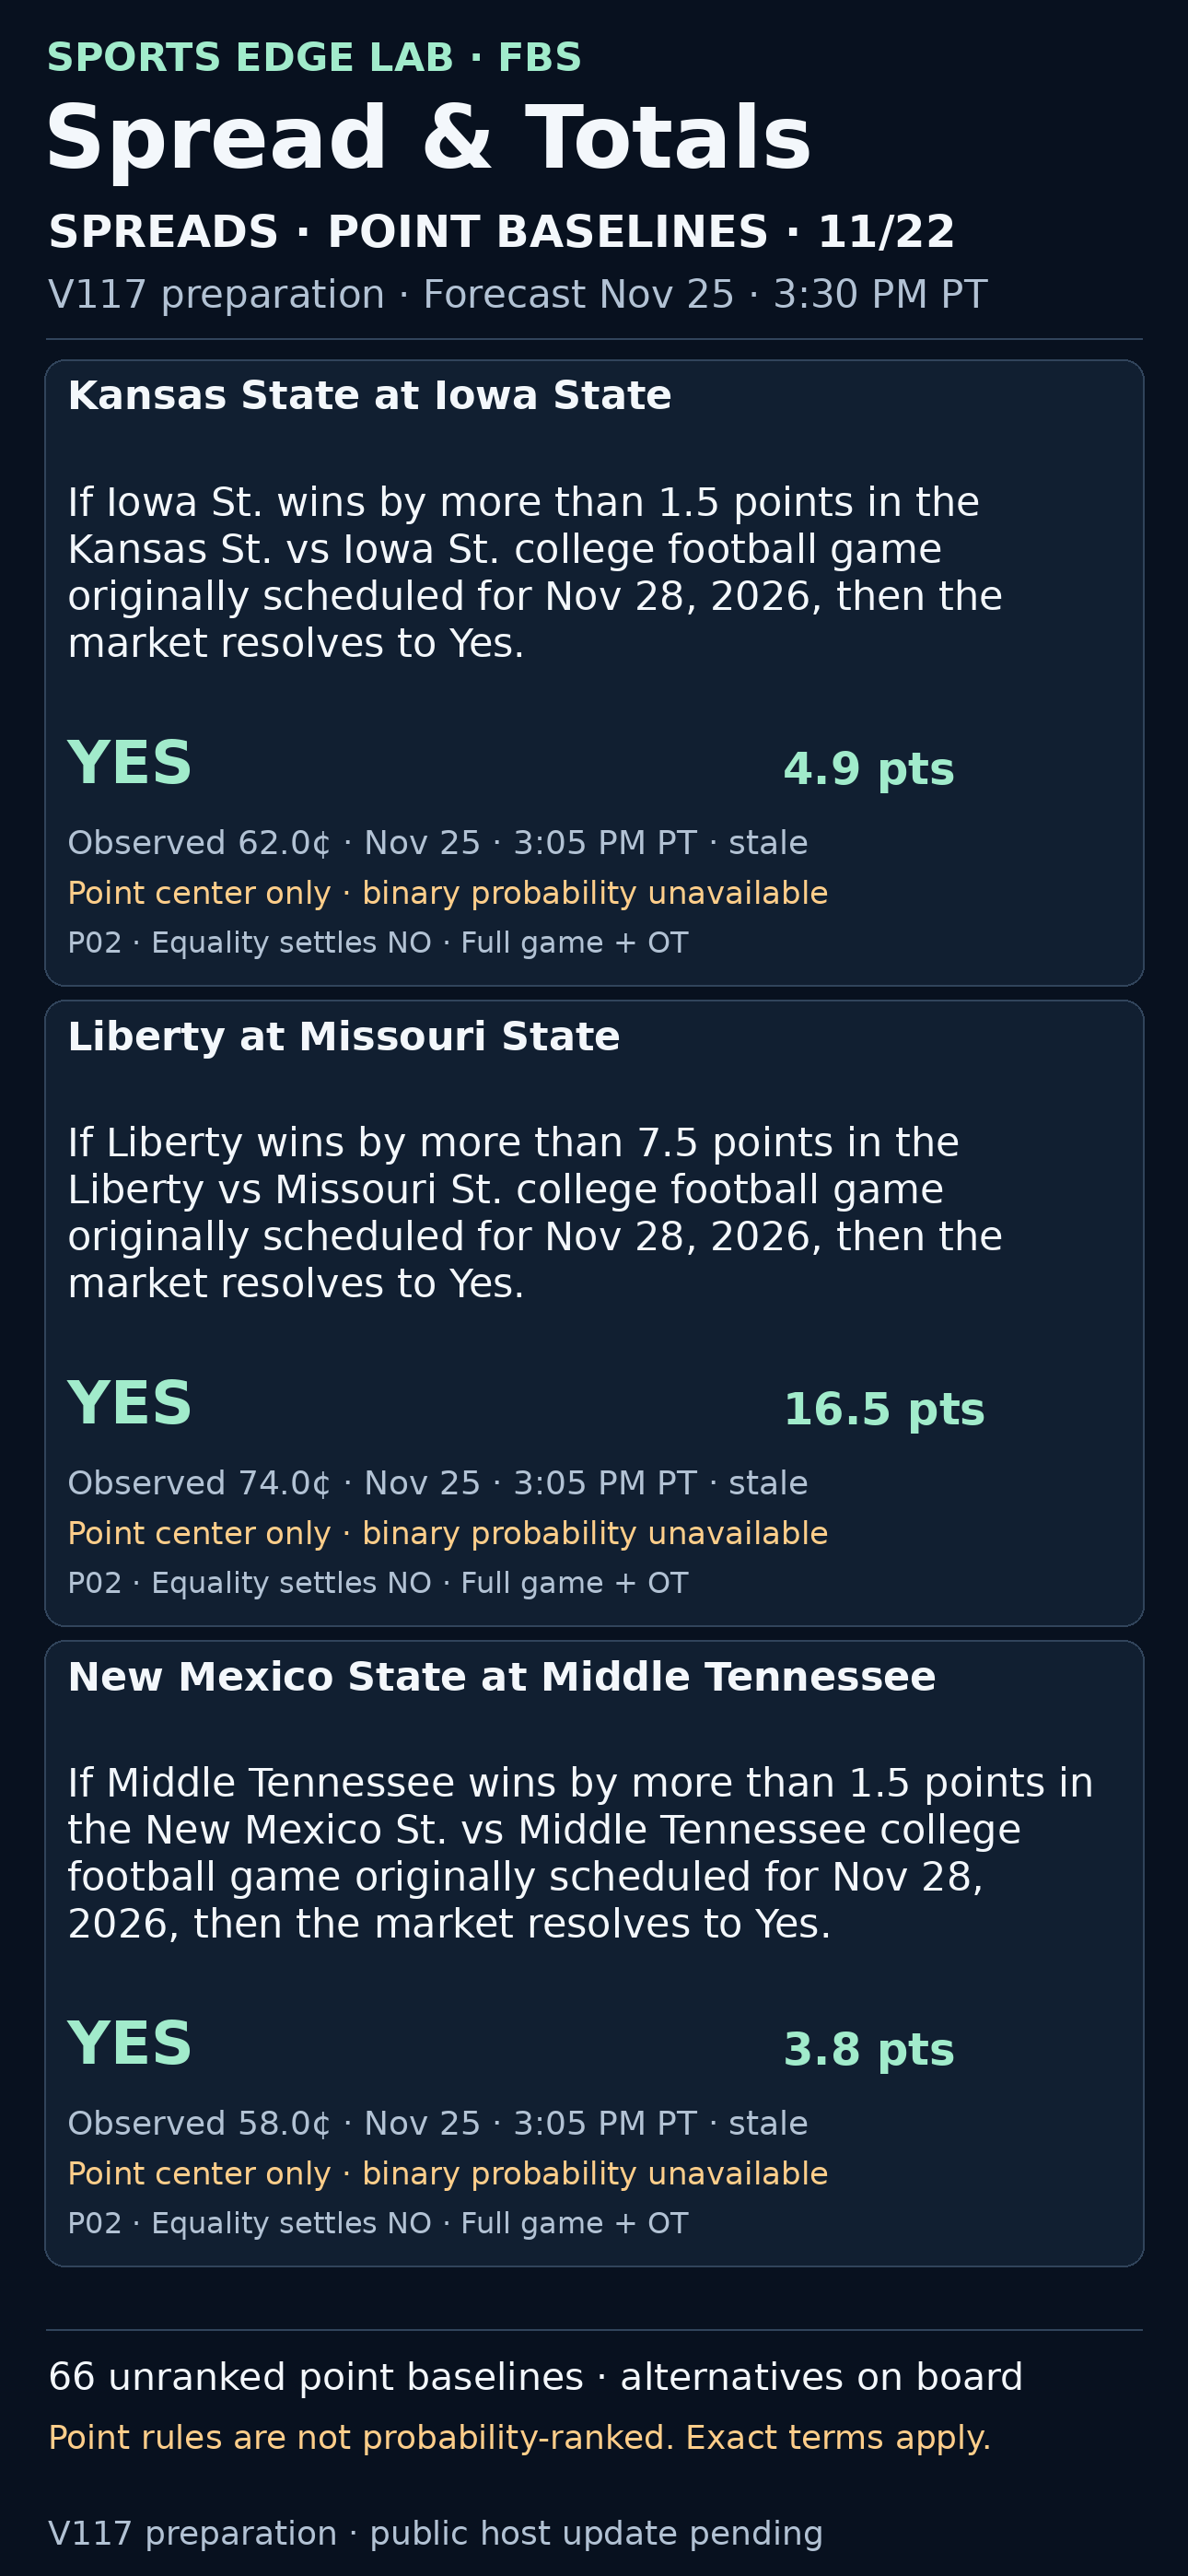 SPORTS EDGE LAB · FBS
Spread & Totals
SPREADS · POINT BASELINES · 11/22
V117 preparation · Forecast Nov 25 · 3:30 PM PT
Kansas State at Iowa State
If Iowa St. wins by more than 1.5 points in the
Kansas St. vs Iowa St. college football game
originally scheduled for Nov 28, 2026, then the
market resolves to Yes.
YES 4.9 pts
Observed 62.0¢ · Nov 25 · 3:05 PM PT · stale
Point center only · binary probability unavailable
P02 · Equality settles NO · Full game + OT
Liberty at Missouri State
If Liberty wins by more than 7.5 points in the
Liberty vs Missouri St. college football game
originally scheduled for Nov 28, 2026, then the
market resolves to Yes.
YES 16.5 pts
Observed 74.0¢ · Nov 25 · 3:05 PM PT · stale
Point center only · binary probability unavailable
P02 · Equality settles NO · Full game + OT
New Mexico State at Middle Tennessee
If Middle Tennessee wins by more than 1.5 points in
the New Mexico St. vs Middle Tennessee college
football game originally scheduled for Nov 28,
2026, then the market resolves to Yes.
YES 3.8 pts
Observed 58.0¢ · Nov 25 · 3:05 PM PT · stale
Point center only · binary probability unavailable
P02 · Equality settles NO · Full game + OT
66 unranked point baselines · alternatives on board
Point rules are not probability-ranked. Exact terms apply.
V117 preparation · public host update pending